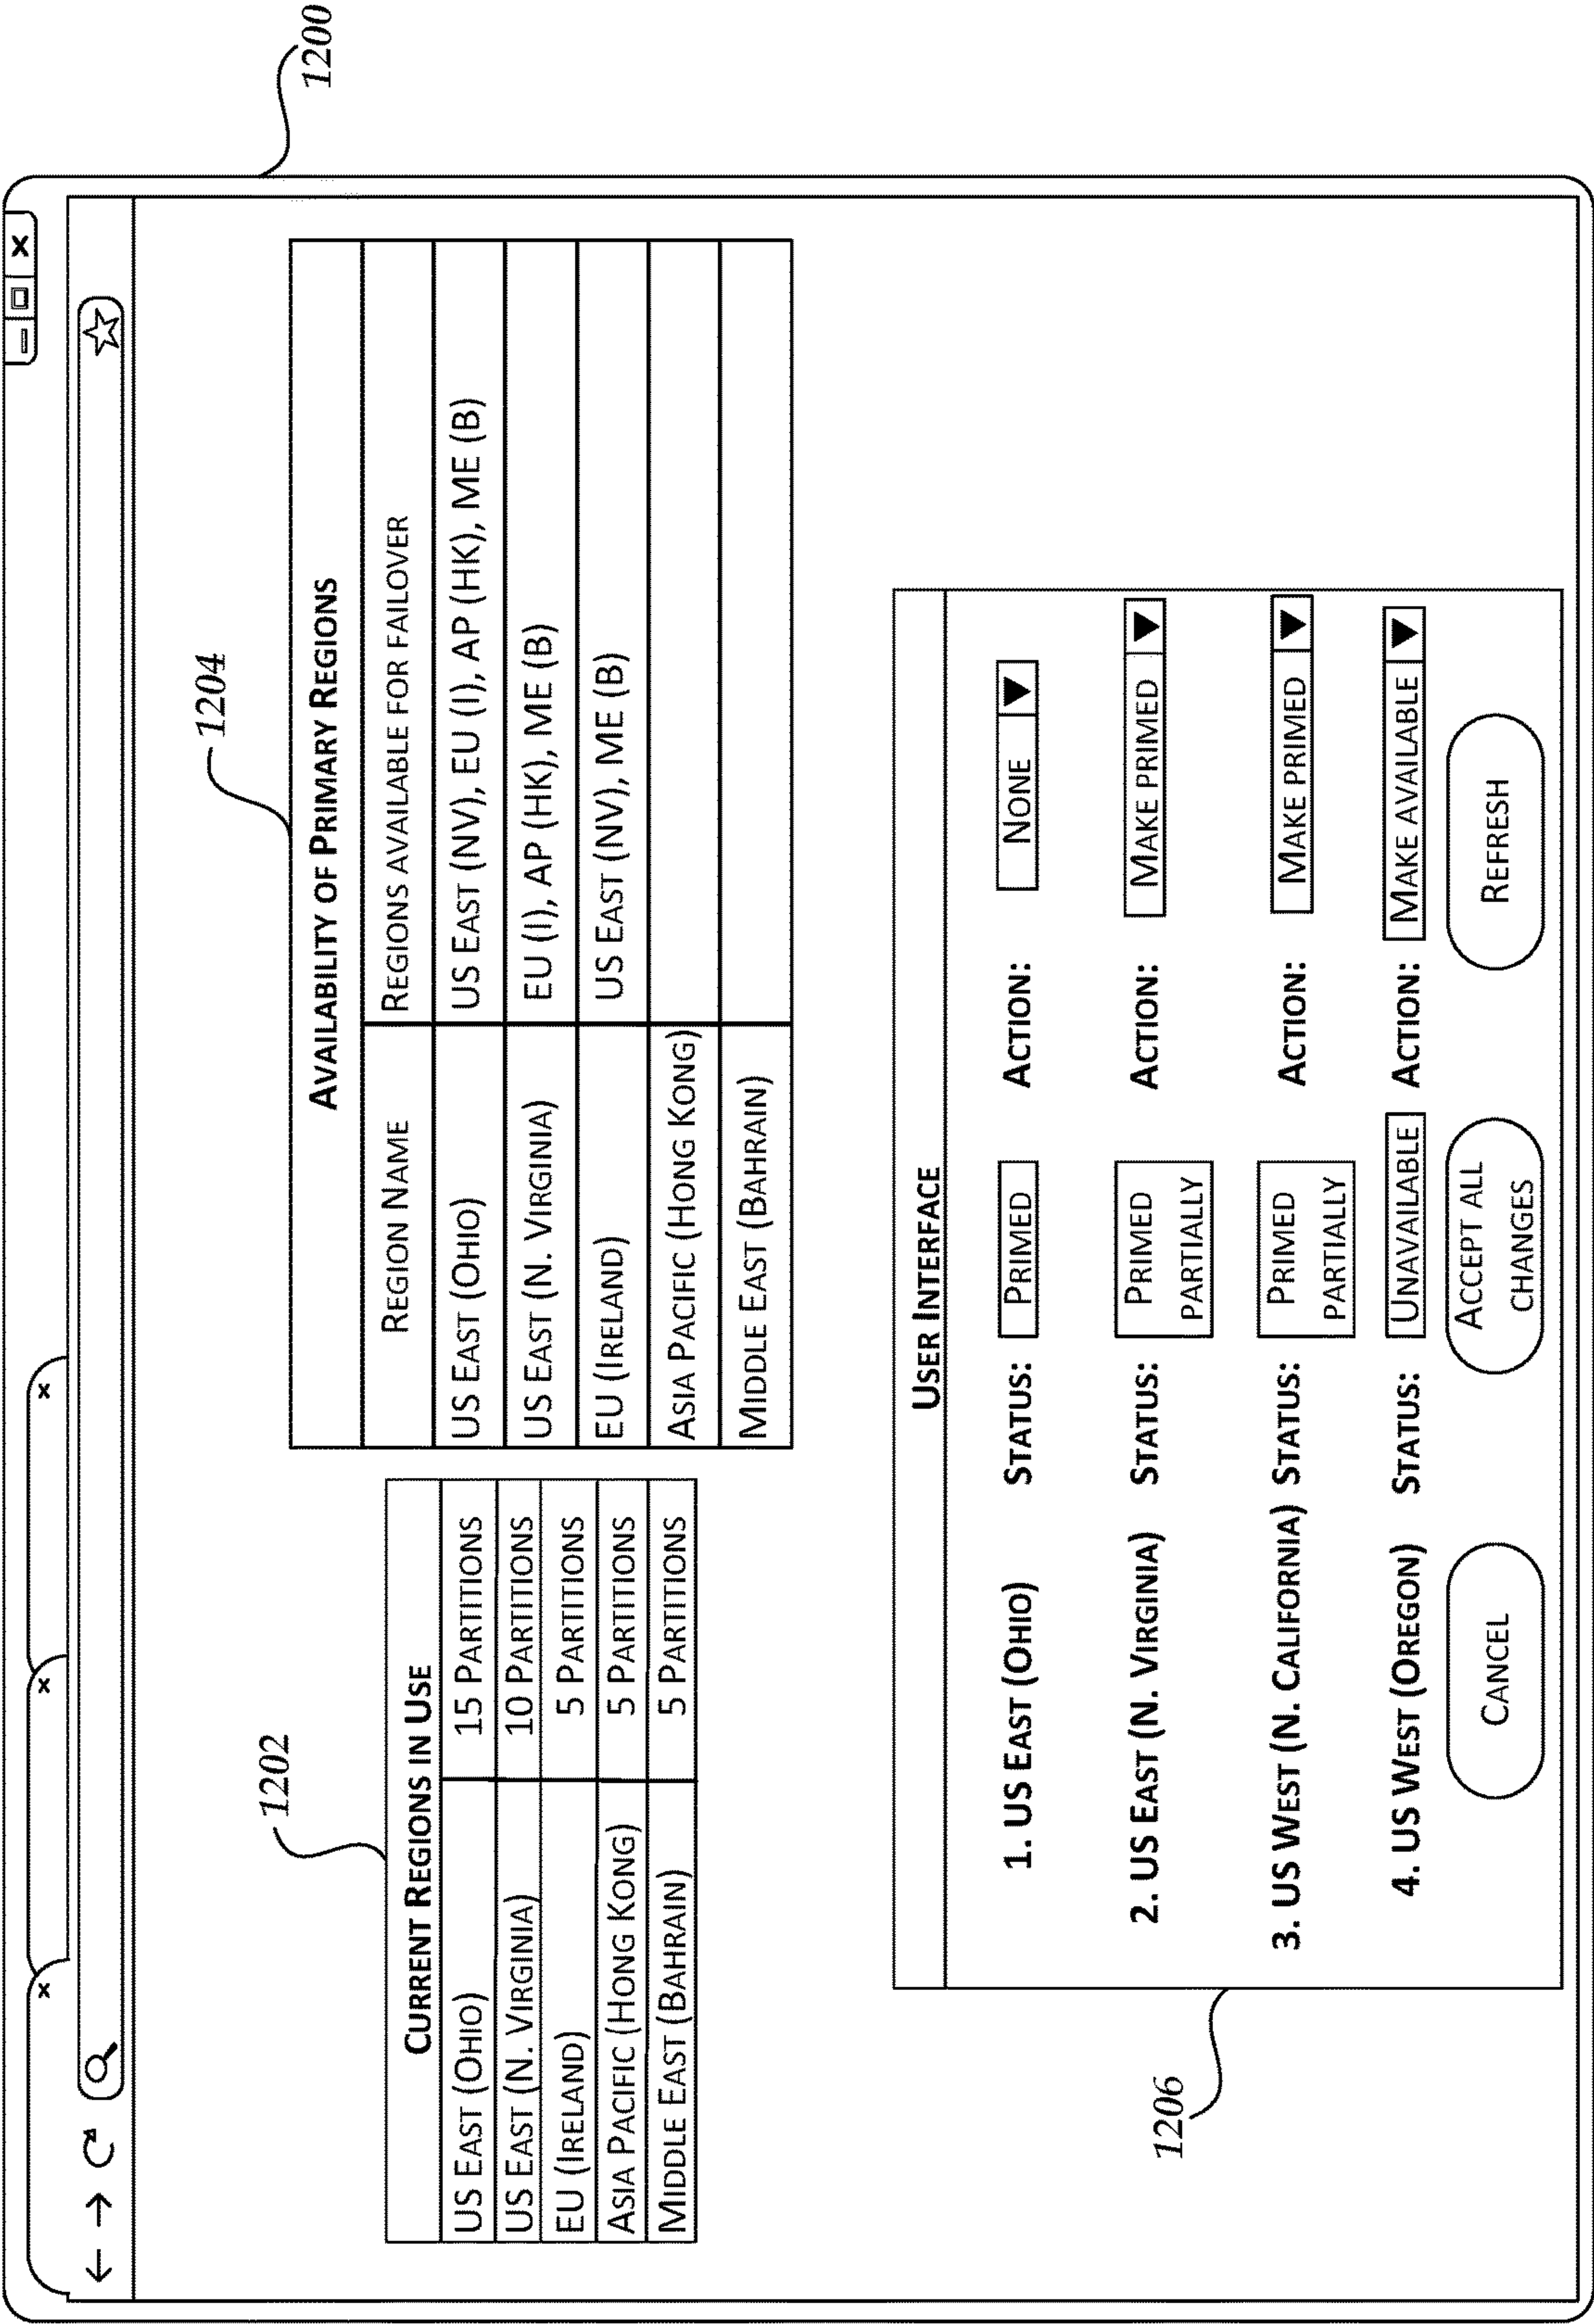 1200
X
X
X
X
1202
CURRENT REGIONS IN USE
US EAST (OHIO) 15 PARTITIONS
US EAST (N. VIRGINIA) 10 PARTITIONS
EU (IRELAND) 5 PARTITIONS
ASIA PACIFIC (HONG KONG) 5 PARTITIONS
MIDDLE EAST (BAHRAIN) 5 PARTITIONS
1204
AVAILABILITY OF PRIMARY REGIONS
REGION NAME REGIONS AVAILABLE FOR FAILOVER
US EAST (OHIO) US EAST (NV), EU (I), AP (HK), ME (B)
US EAST (N. VIRGINIA) EU (I), AP (HK), ME (B)
EU (IRELAND) US EAST (NV), ME (B)
ASIA PACIFIC (HONG KONG)
MIDDLE EAST (BAHRAIN)
1206
USER INTERFACE
1. US EAST (OHIO) STATUS: PRIMED ACTION: NONE
2. US EAST (N. VIRGINIA) STATUS: PRIMED PARTIALLY ACTION: MAKE PRIMED
3. US WEST (N. CALIFORNIA) STATUS: PRIMED PARTIALLY ACTION: MAKE PRIMED
4. US WEST (OREGON) STATUS: UNAVAILABLE ACTION: MAKE AVAILABLE
CANCEL ACCEPT ALL CHANGES REFRESH